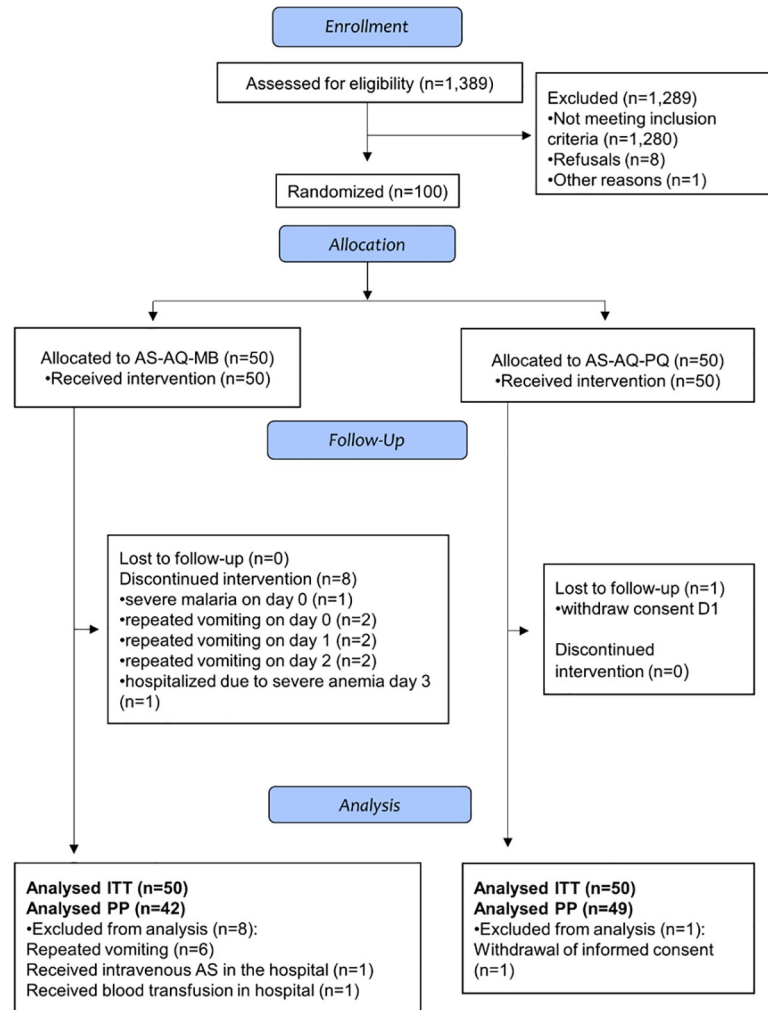 Enrollment
Assessed for eligibility (n=1,389)
Excluded (n=1,289)
•Not meeting inclusion
criteria (n=1,280)
•Refusals (n=8)
•Other reasons (n=1)
Randomized (n=100)
Allocation
Allocated to AS-AQ-MB (n=50)
•Received intervention (n=50)
Allocated to AS-AQ-PQ (n=50)
•Received intervention (n=50)
Follow-Up
Lost to follow-up (n=0)
Discontinued intervention (n=8)
•severe malaria on day 0 (n=1)
•repeated vomiting on day 0 (n=2)
•repeated vomiting on day 1 (n=2)
•repeated vomiting on day 2 (n=2)
•hospitalized due to severe anemia day 3
(n=1)
Lost to follow-up (n=1)
•withdraw consent D1
Discontinued
intervention (n=0)
Analysis
Analysed ITT (n=50)
Analysed PP (n=42)
•Excluded from analysis (n=8):
Repeated vomiting (n=6)
Received intravenous AS in the hospital (n=1)
Received blood transfusion in hospital (n=1)
Analysed ITT (n=50)
Analysed PP (n=49)
•Excluded from analysis (n=1):
Withdrawal of informed consent
(n=1)